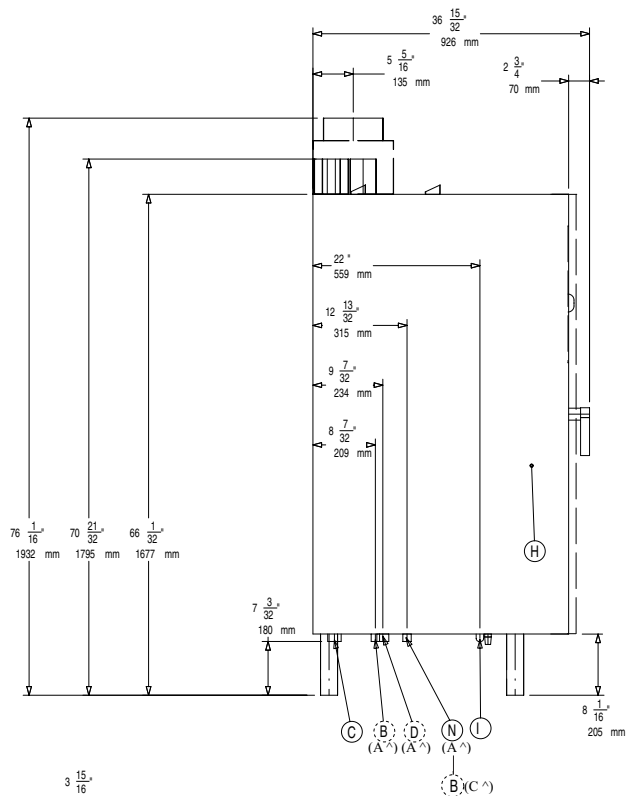 36 15/32"
926 mm
5 5/16"
135 mm
2 3/4"
70 mm
22 "
559 mm
12 13/32"
315 mm
9 7/32"
234 mm
8 7/32"
209 mm
76 1/16"
1932 mm
70 21/32"
1795 mm
66 1/32"
1677 mm
H
7 3/32"
180 mm
8 1/16"
205 mm
C B D N I
(A ^) (A ^) (A ^)
B (C ^)
3 15/16"